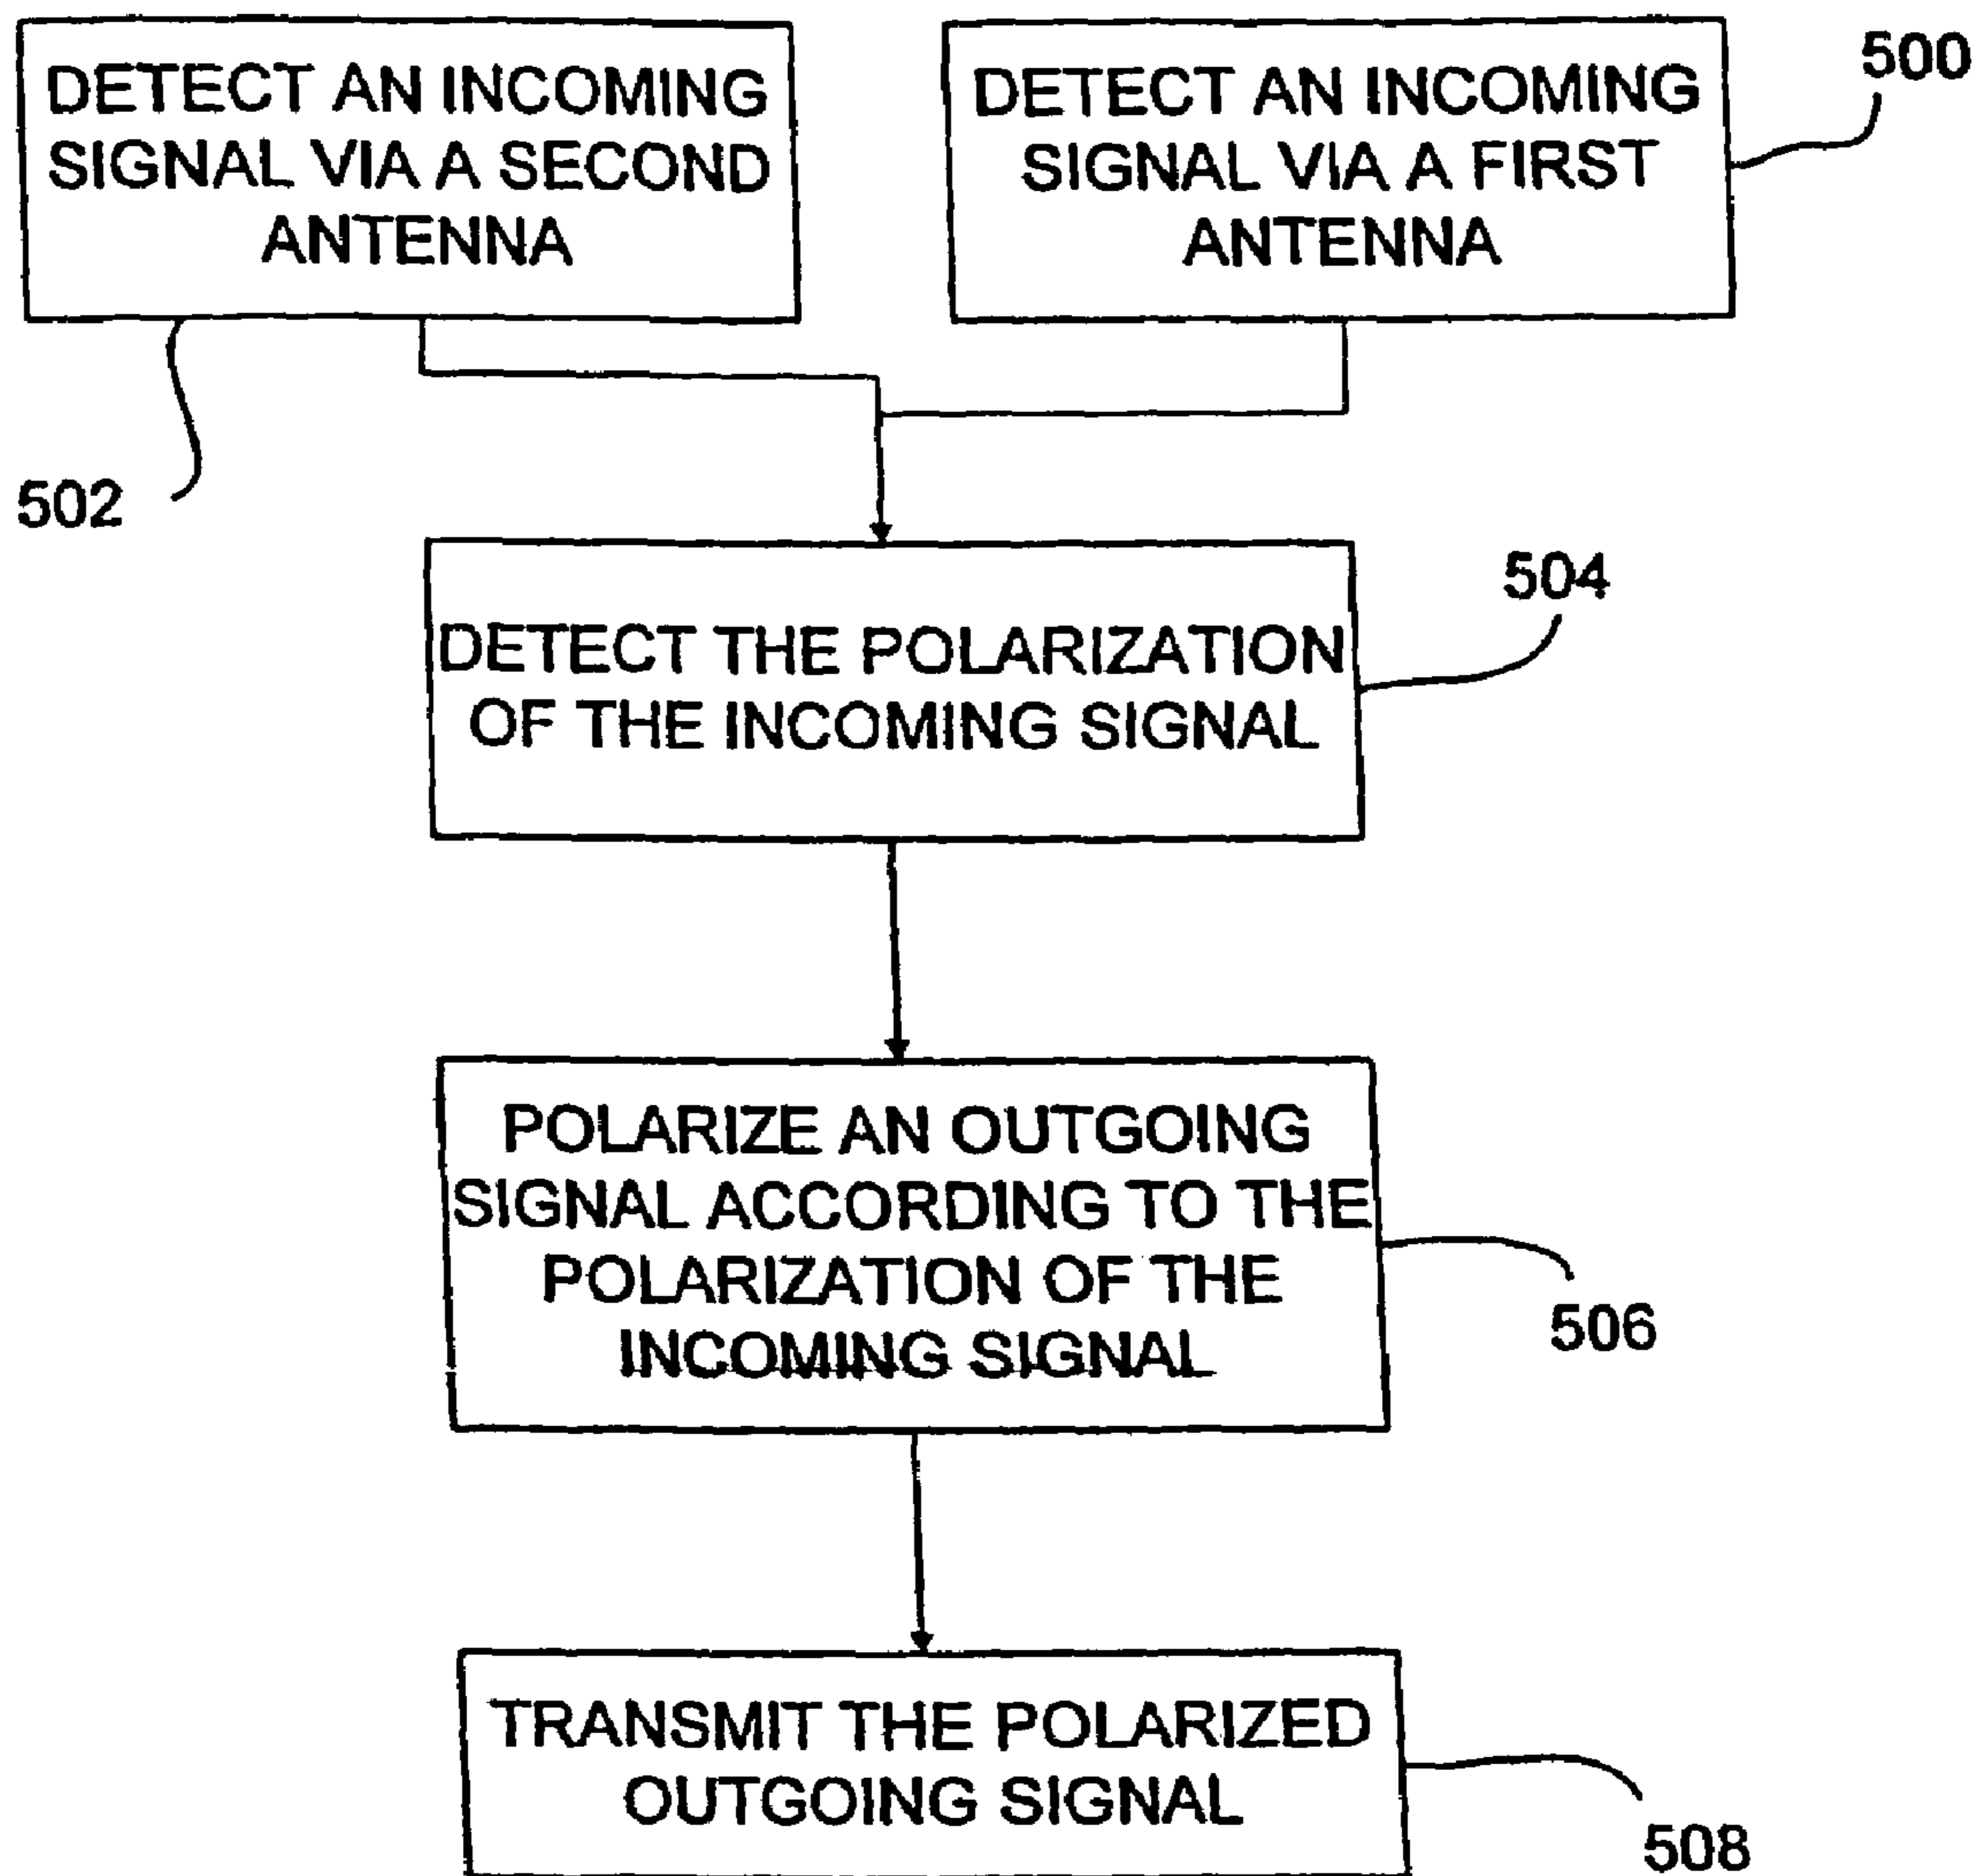 DETECT AN INCOMING
SIGNAL VIA A SECOND
ANTENNA
502
DETECT AN INCOMING
SIGNAL VIA A FIRST
ANTENNA
500
DETECT THE POLARIZATION
OF THE INCOMING SIGNAL
504
POLARIZE AN OUTGOING
SIGNAL ACCORDING TO THE
POLARIZATION OF THE
INCOMING SIGNAL
506
TRANSMIT THE POLARIZED
OUTGOING SIGNAL
508